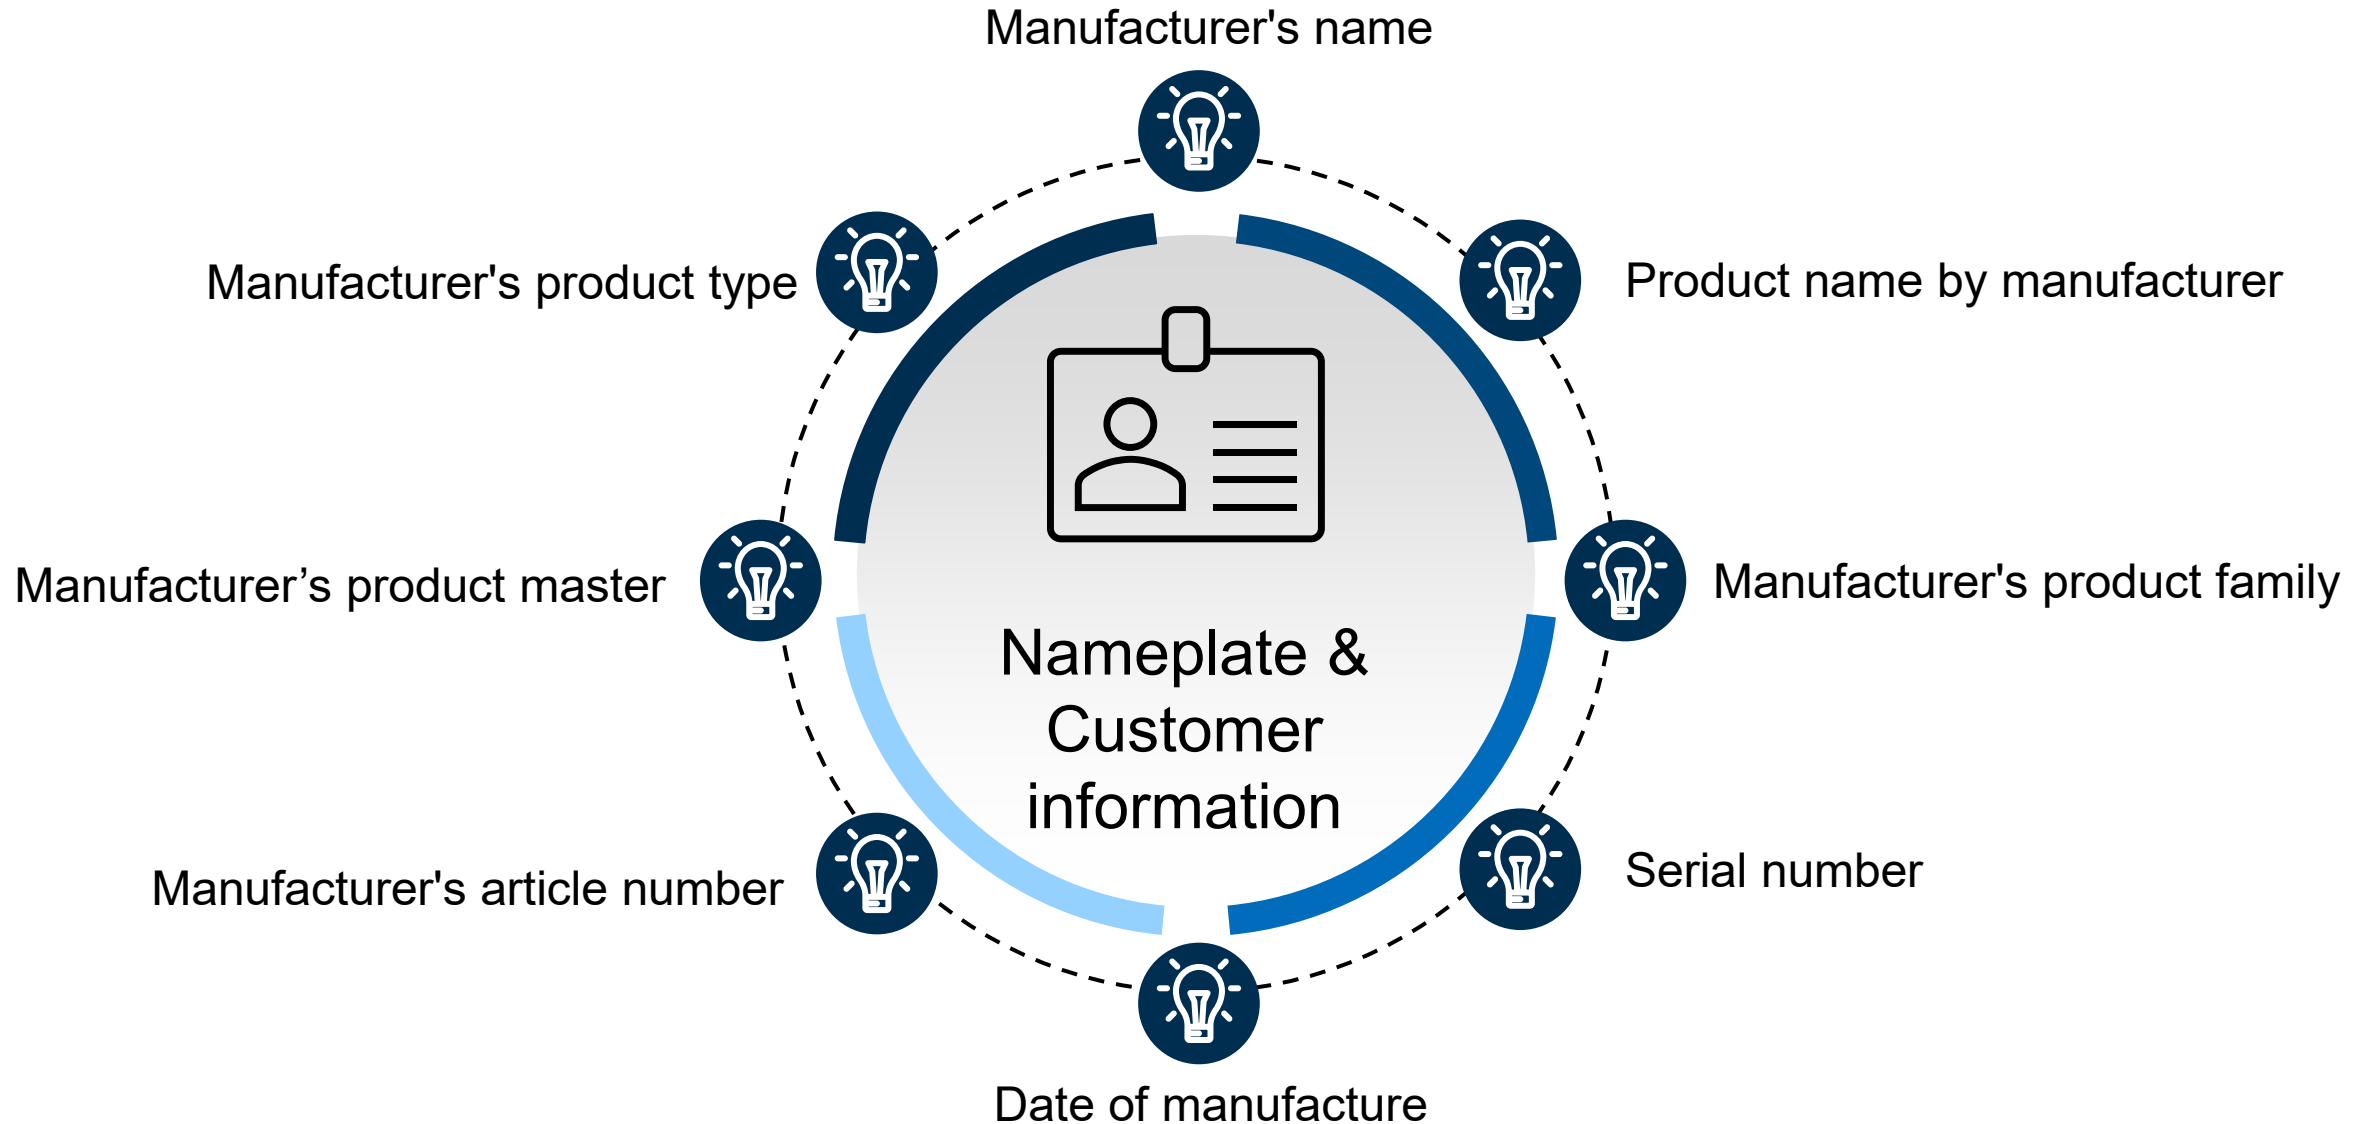 Manufacturer's name
Manufacturer's product type
Product name by manufacturer
Manufacturer’s product master
Manufacturer's product family
Nameplate &
Customer
information
Manufacturer's article number
Serial number
Date of manufacture